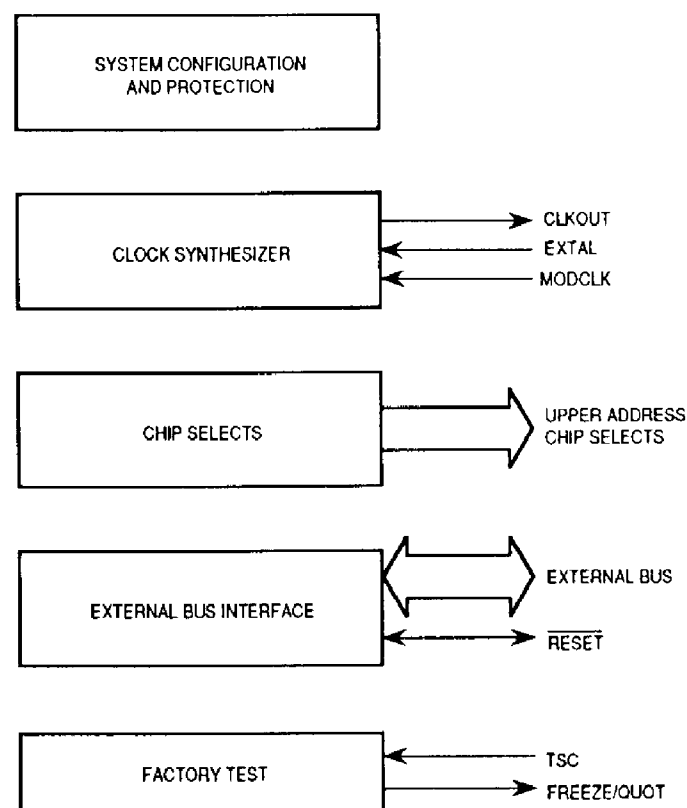 SYSTEM CONFIGURATION
AND PROTECTION
CLOCK SYNTHESIZER
CLKOUT
EXTAL
MODCLK
CHIP SELECTS
UPPER ADDRESS
CHIP SELECTS
EXTERNAL BUS INTERFACE
EXTERNAL BUS
RESET
FACTORY TEST
TSC
FREEZE/QUOT